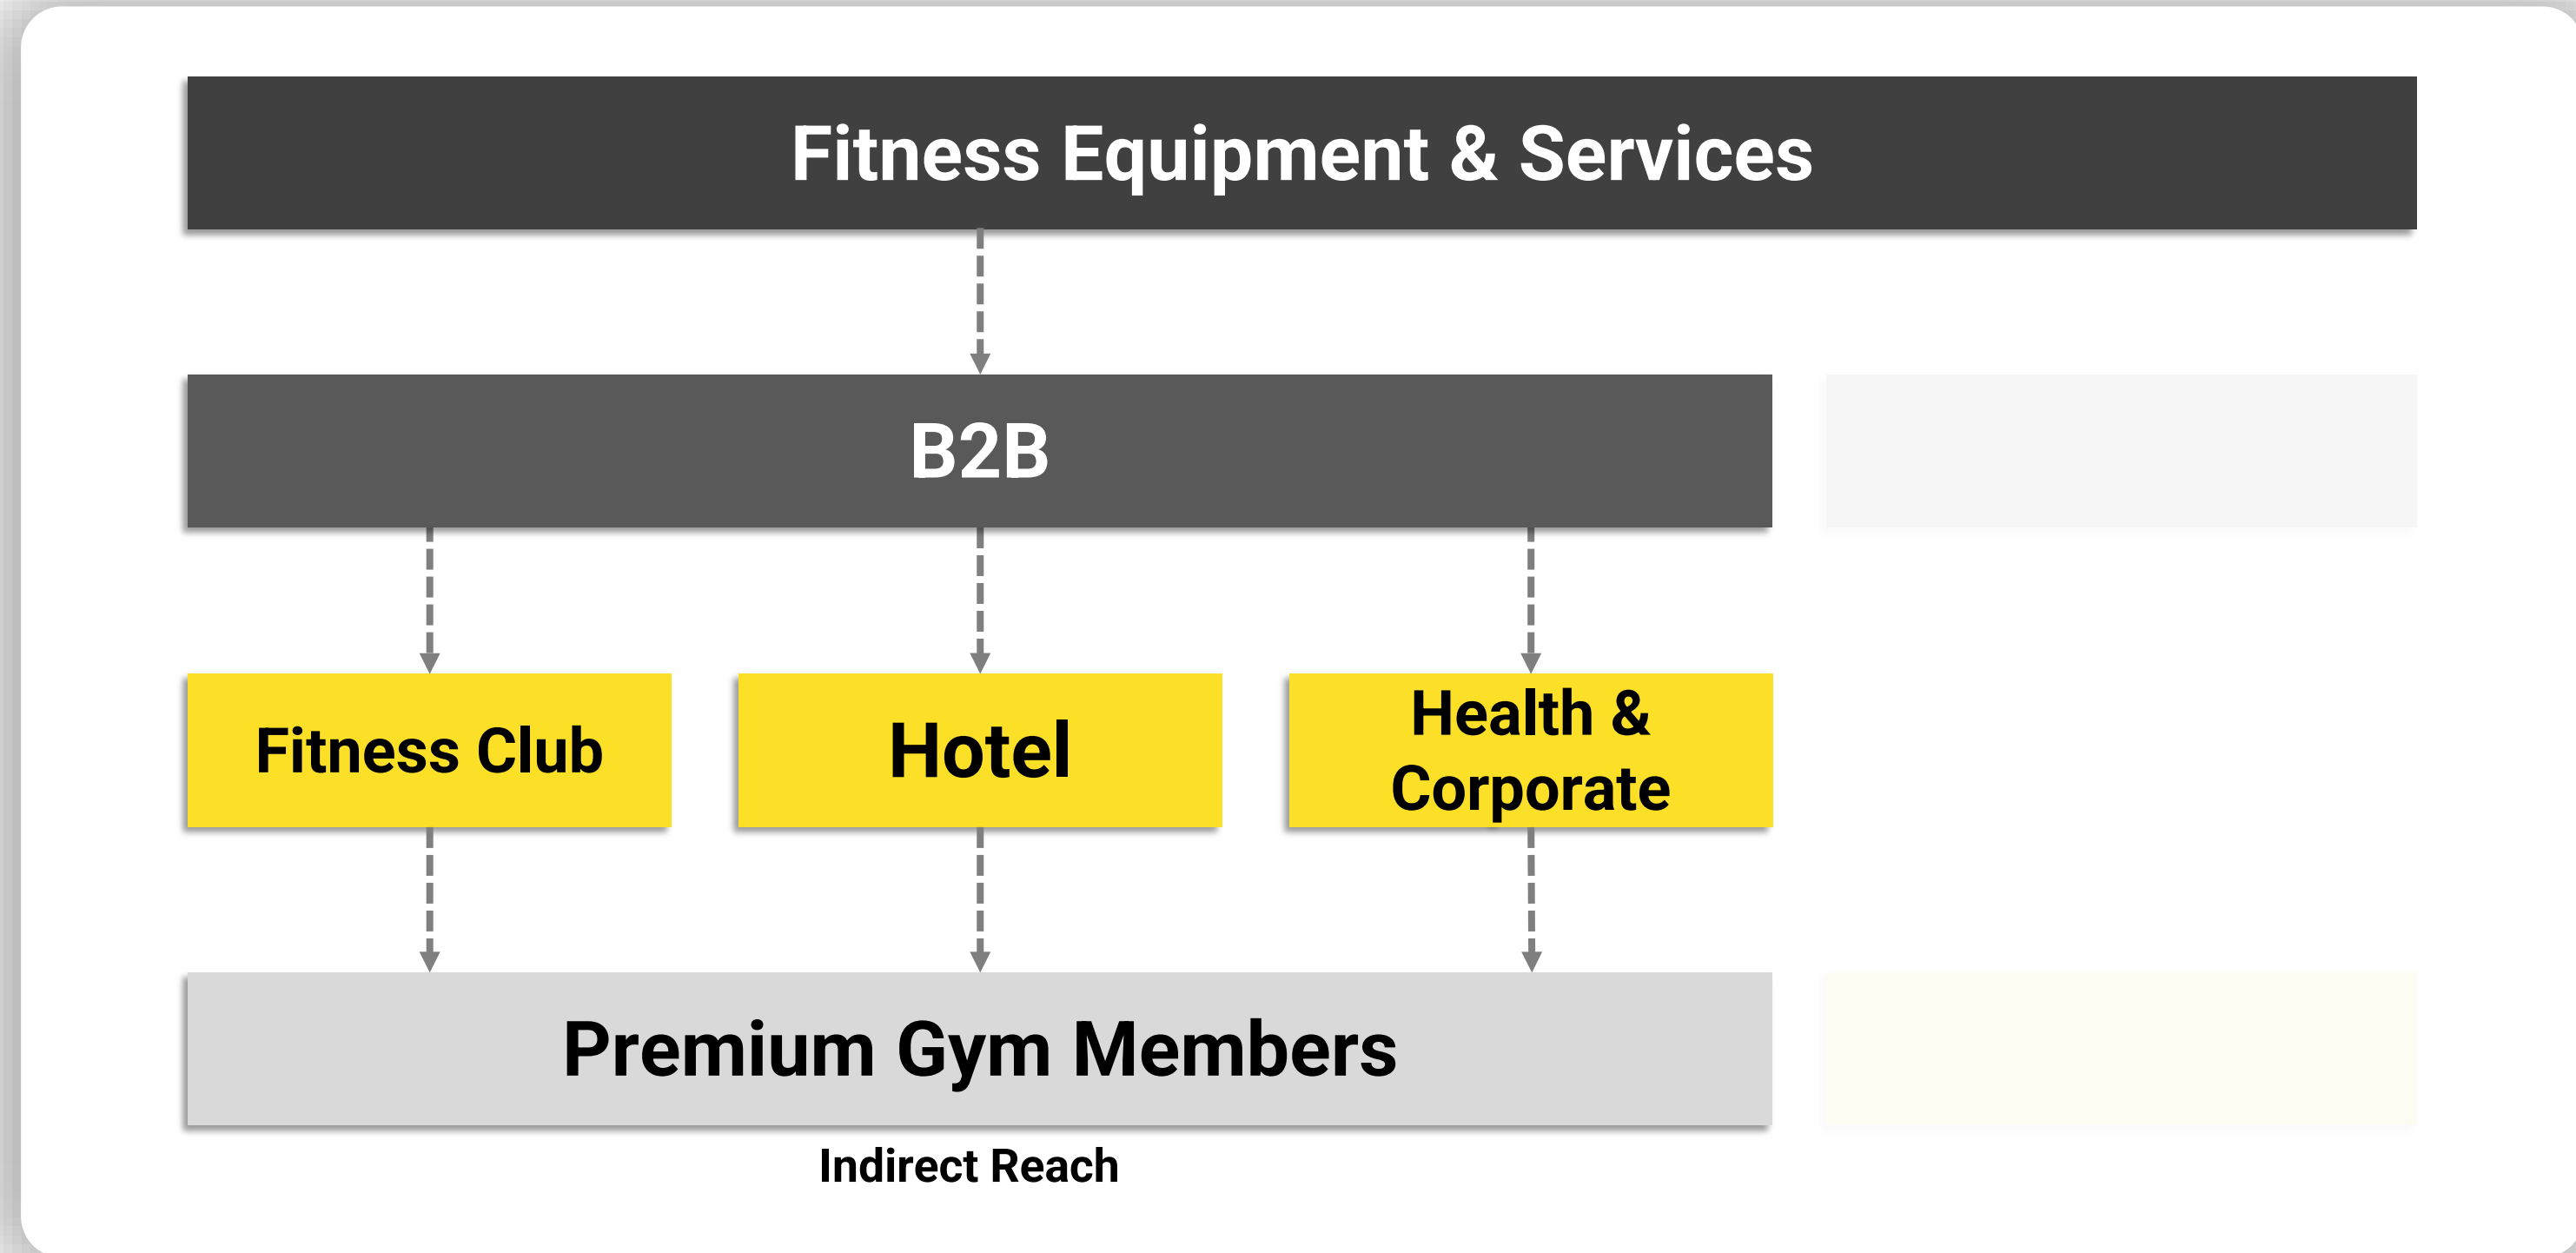 Fitness Equipment & Services
B2B
Fitness Club
Hotel
Health &
Corporate
Premium Gym Members
Indirect Reach